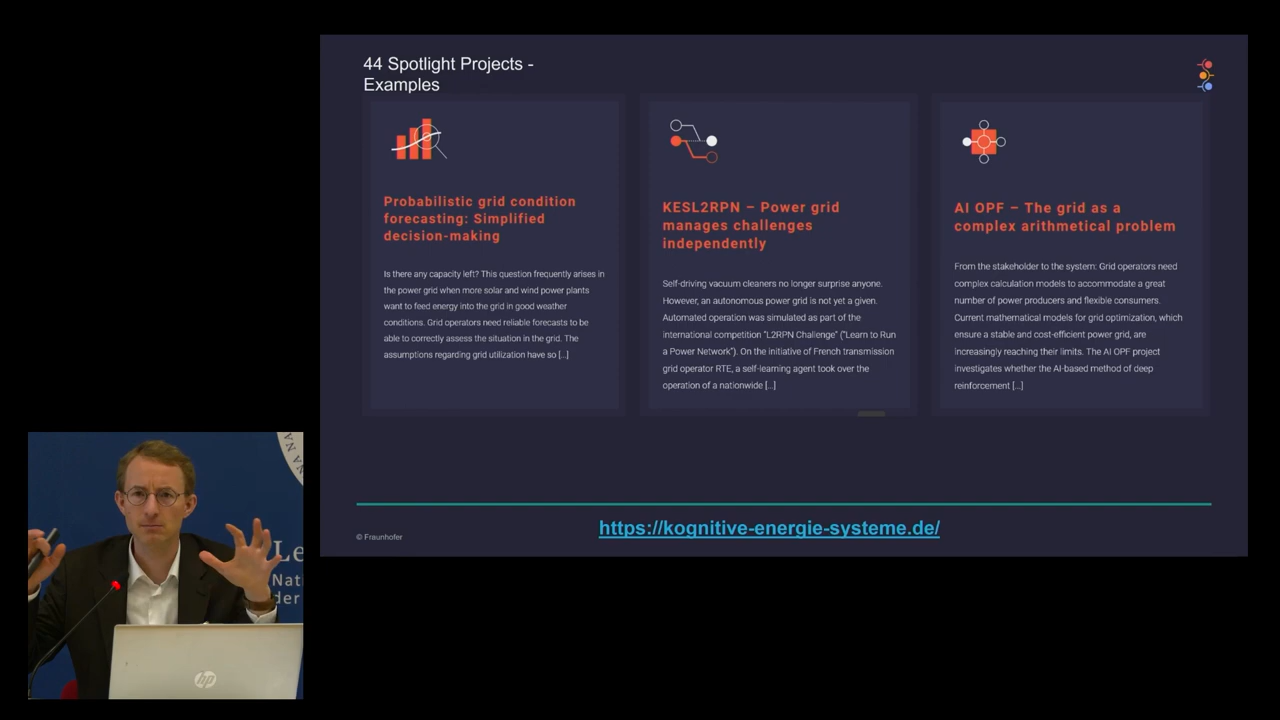 44 Spotlight Projects -
Examples
Probabilistic grid condition
forecasting: Simplified
decision-making
Is there any capacity left? This question frequently arises in
the power grid when more solar and wind power plants
want to feed energy into the grid in good weather
conditions. Grid operators need reliable forecasts to be
able to correctly assess the situation in the grid. The
assumptions regarding grid utilization have so [...]
KESL2RPN – Power grid
manages challenges
independently
Self-driving vacuum cleaners no longer surprise anyone.
However, an autonomous power grid is not yet a given.
Automated operation was simulated as part of the
international competition "L2RPN Challenge" ("Learn to Run
a Power Network"). On the initiative of French transmission
grid operator RTE, a self-learning agent took over the
operation of a nationwide [...]
AI OPF – The grid as a
complex arithmetical problem
From the stakeholder to the system: Grid operators need
complex calculation models to accommodate a great
number of power producers and flexible consumers.
Current mathematical models for grid optimization, which
ensure a stable and cost-efficient power grid, are
increasingly reaching their limits. The AI OPF project
investigates whether the AI-based method of deep
reinforcement [...]
© Fraunhofer
https://kognitive-energie-systeme.de/
Le
Nat
der
hp